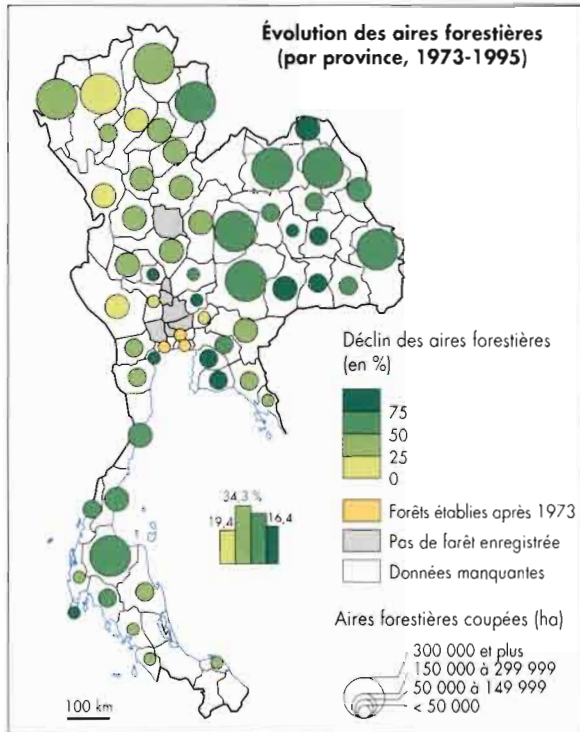 Évolution des aires forestières
(par province, 1973-1995)
Déclin des aires forestières
(en %)
75
50
25
0
34,3 %
19,4
16,4
Forêts établies après 1973
Pas de farêt enregistrée
Données manquantes
Aires forestières coupées (ha)
300 000 et plus
150 000 à 299 999
50 000 à 149 999
< 50 000
100 km